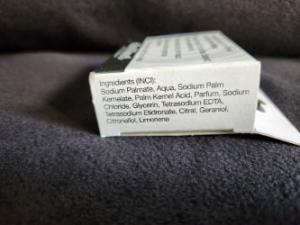 Ingredients (INCI):
Sodium Palmate, Aqua, Sodium Palm
Kernelate, Palm Kernel Acid, Parfum, Sodium
Chloride, Glycerin, Tetrasodium EDTA,
Tetrasodium Etidronate, Citral, Geraniol,
Citronellol, Limonene